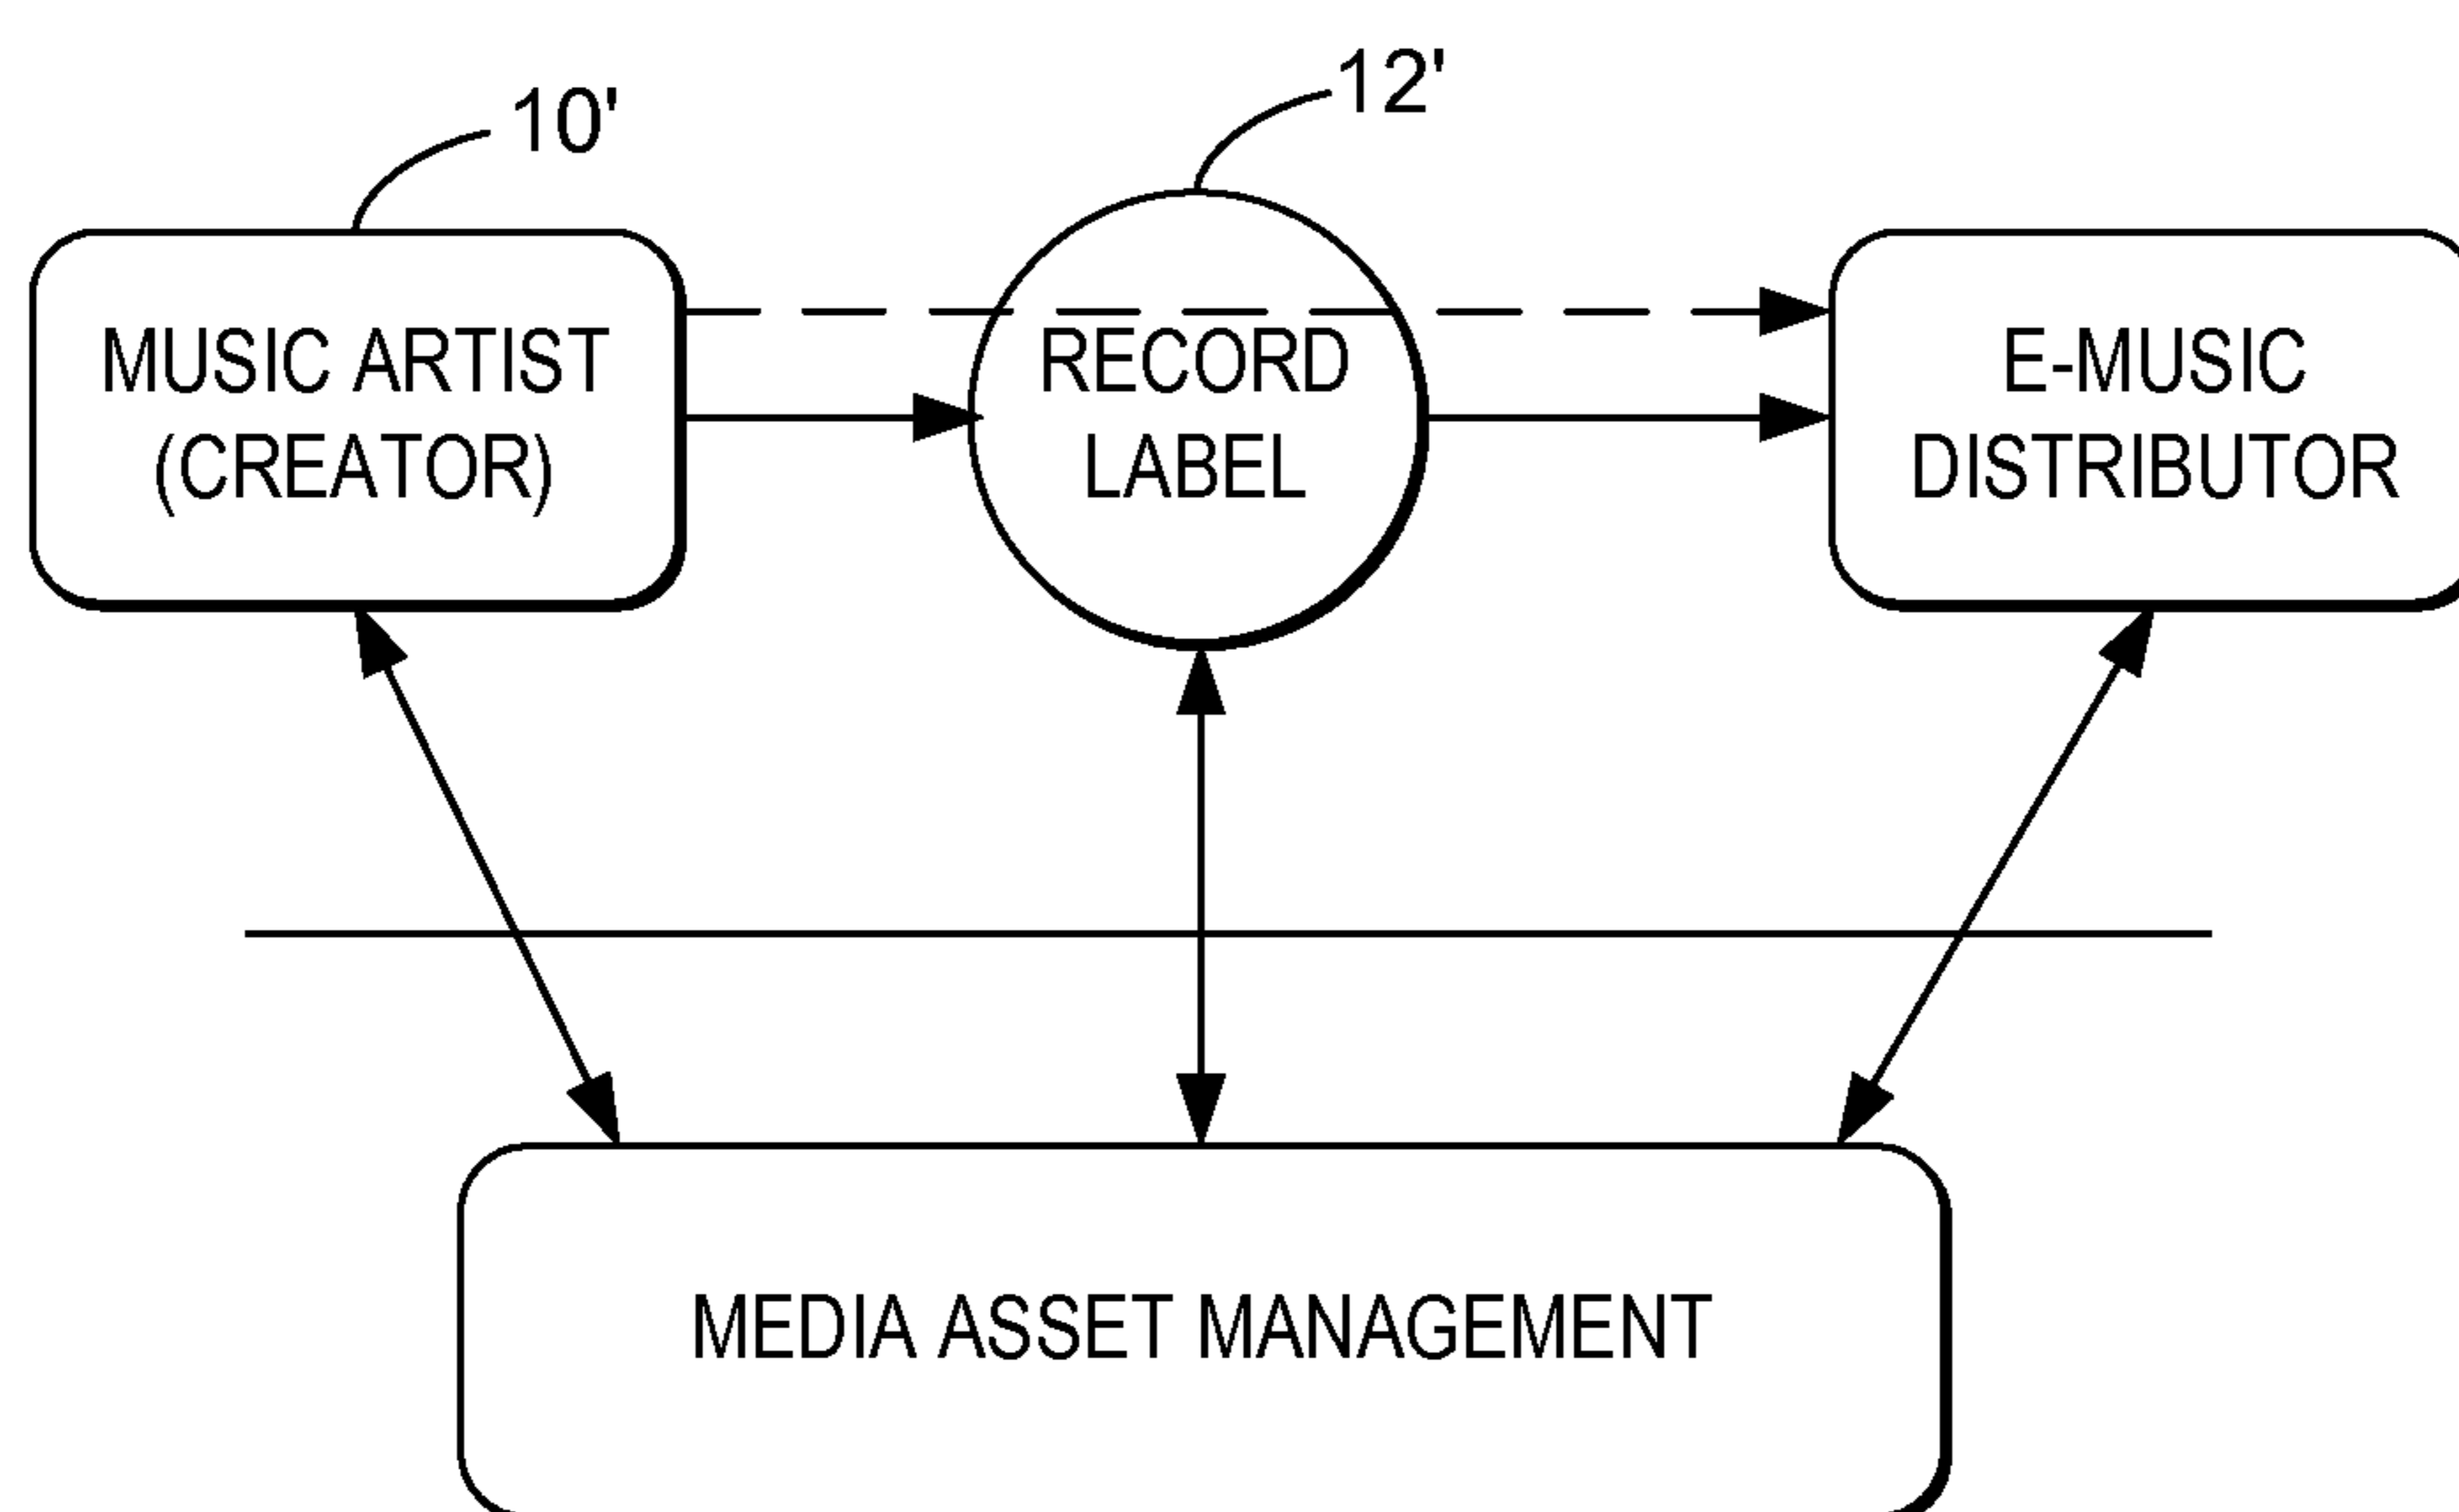 10'
12'
MUSIC ARTIST
(CREATOR)
RECORD
LABEL
E-MUSIC
DISTRIBUTOR
MEDIA ASSET MANAGEMENT